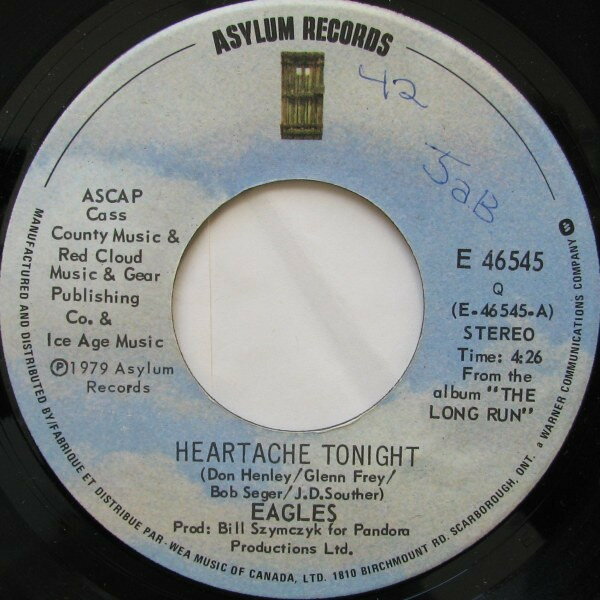 ASYLUM RECORDS
42
5aB
ASCAP
Cass
County Music &
Red Cloud
Music & Gear
Publishing
Co. &
Ice Age Music
Ⓟ1979 Asylum
Records
E 46545
Q
(E-46545-A)
STEREO
Time: 4:26
From the
album "THE
LONG RUN"
HEARTACHE TONIGHT
(Don Henley/Glenn Frey/
Bob Seger/J.D.Souther)
EAGLES
Prod: Bill Szymczyk for Pandora
Productions Ltd.
MANUFACTURED AND DISTRIBUTED BY/FABRIQUE ET DISTRIBUE PAR-WEA MUSIC OF CANADA, LTD. 1810 BIRCHMOUNT RD. SCARBOROUGH, ONT. a WARNER COMMUNICATIONS COMPANY